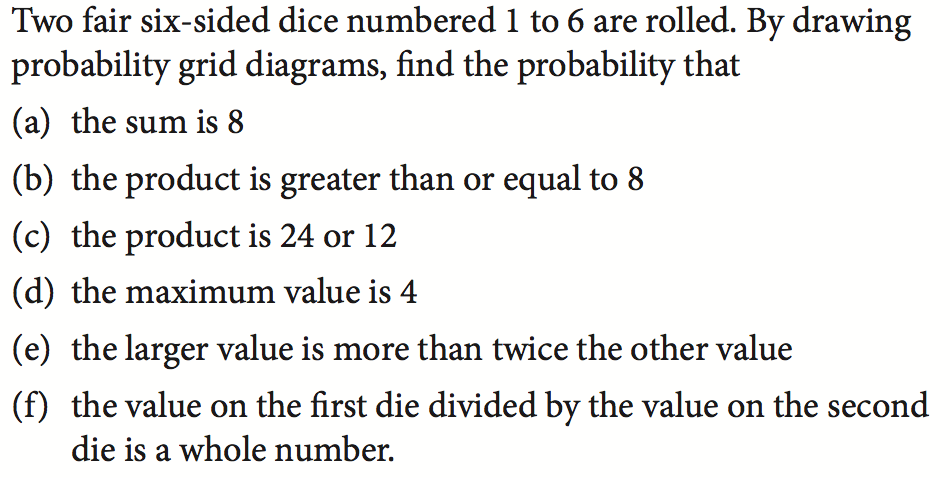 Two fair six-sided dice numbered 1 to 6 are rolled. By drawing
probability grid diagrams, find the probability that
(a) the sum is 8
(b) the product is greater than or equal to 8
(c) the product is 24 or 12
(d) the maximum value is 4
(e) the larger value is more than twice the other value
(f) the value on the first die divided by the value on the second
die is a whole number.